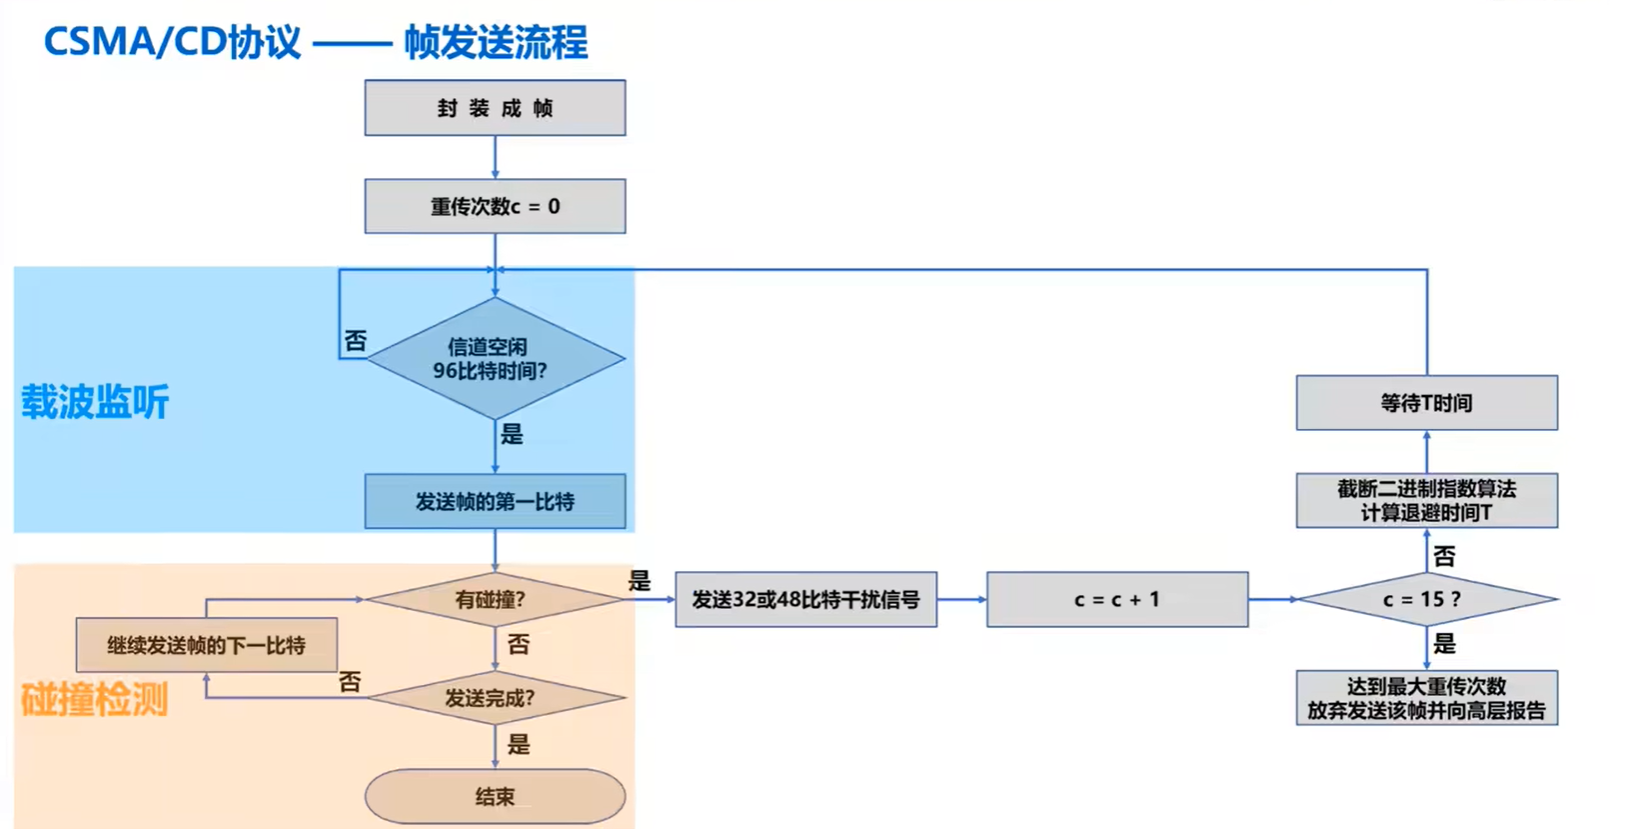 CSMA/CD协议 —— 帧发送流程
封 装 成 帧
重传次数c = 0
否
信道空闲
96比特时间?
载波监听
是
发送帧的第一比特
有碰撞?
是
发送32或48比特干扰信号
c = c + 1
c = 15 ?
否
截断二进制指数算法
计算退避时间T
等待T时间
是
达到最大重传次数
放弃发送该帧并向高层报告
否
继续发送帧的下一比特
否
发送完成?
碰撞检测
是
结束